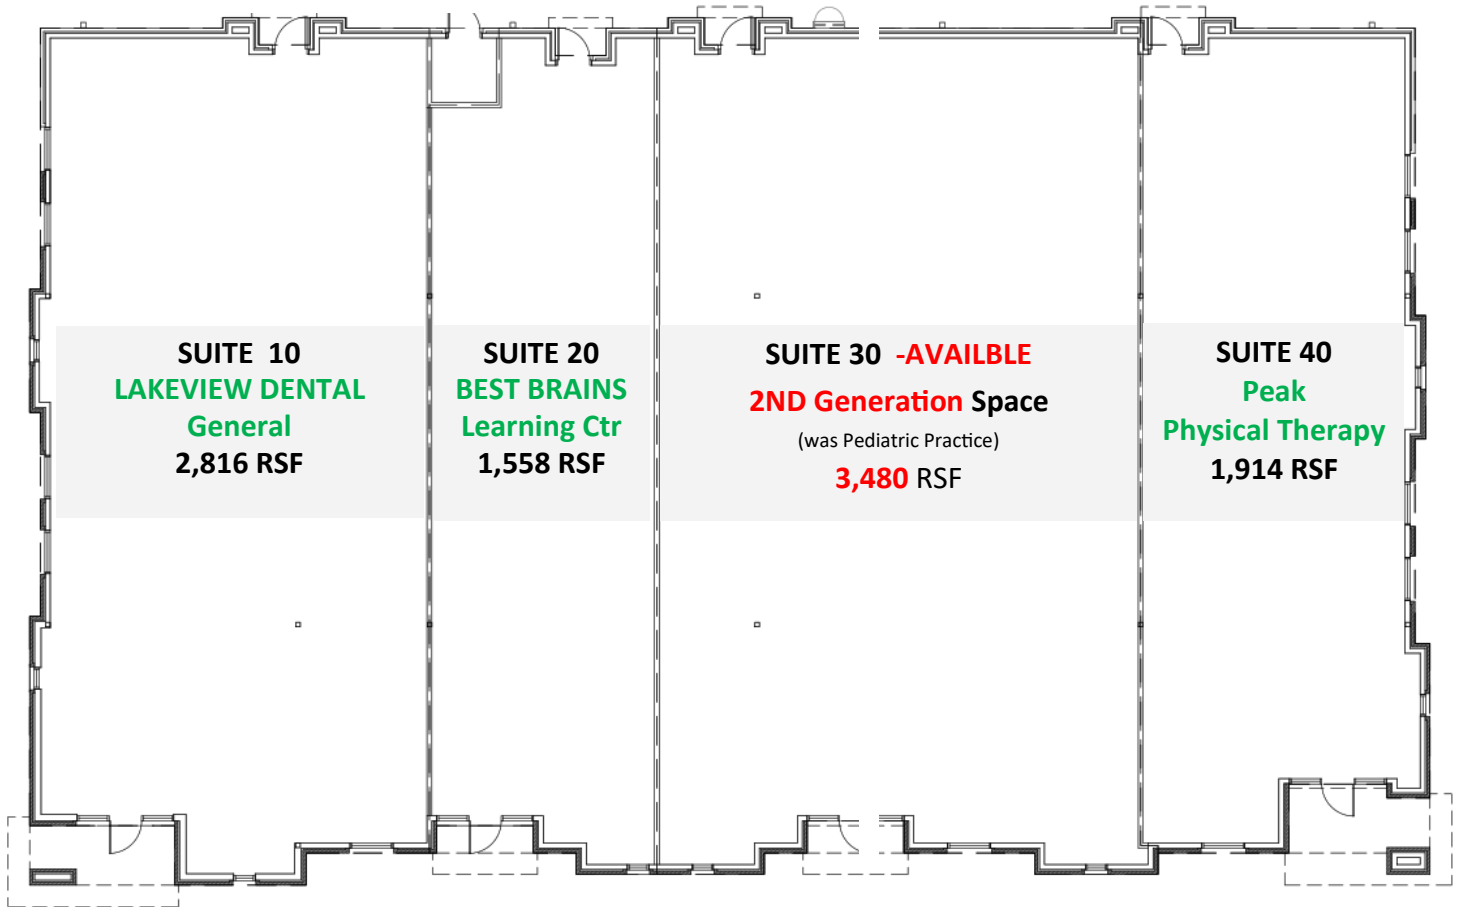 SUITE 10
LAKEVIEW DENTAL
General
2,816 RSF
SUITE 20
BEST BRAINS
Learning Ctr
1,558 RSF
SUITE 30 -AVAILBLE
2ND Generation Space
(was Pediatric Practice)
3,480 RSF
SUITE 40
Peak
Physical Therapy
1,914 RSF